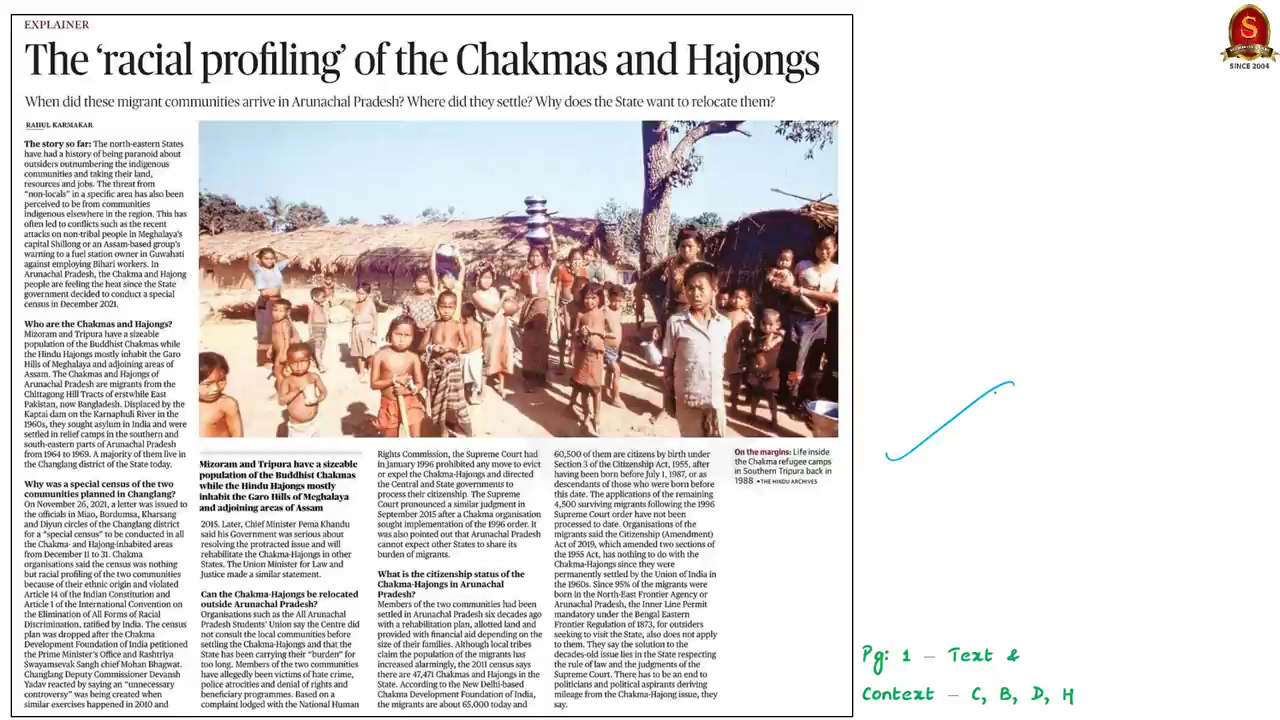 EXPLAINER
The 'racial profiling' of the Chakmas and Hajongs
When did these migrant communities arrive in Arunachal Pradesh? Where did they settle? Why does the State want to relocate them?
RAHUL KARMAKAR
The story so far: The north-eastern States
have had a history of being paranoid about
outsiders outnumbering the indigenous
communities and taking their land,
resources and jobs. The threat from
"non-locals" in a specific area has also been
perceived to be from communities
indigenous elsewhere in the region. This has
often led to conflicts such as the recent
attacks on non-tribal people in Meghalaya's
capital Shillong or an Assam-based group's
warning to a fuel station owner in Guwahati
against employing Bihari workers. In
Arunachal Pradesh, the Chakma and Hajong
people are feeling the heat since the State
government decided to conduct a special
census in December 2021.
Who are the Chakmas and Hajongs?
Mizoram and Tripura have a sizeable
population of the Buddhist Chakmas while
the Hindu Hajongs mostly inhabit the Garo
Hills of Meghalaya and adjoining areas of
Assam. The Chakmas and Hajongs of
Arunachal Pradesh are migrants from the
Chittagong Hill Tracts of erstwhile East
Pakistan, now Bangladesh. Displaced by the
Kaptai dam on the Karnaphuli River in the
1960s, they sought asylum in India and were
settled in relief camps in the southern and
south-eastern parts of Arunachal Pradesh
from 1964 to 1969. A majority of them live in
the Changlang district of the State today.
Why was a special census of the two
communities planned in Changlang?
On November 26, 2021, a letter was issued to
the officials in Miao, Bordumsa, Kharsang
and Diyun circles of the Changlang district
for a "special census" to be conducted in all
the Chakma- and Hajong-inhabited areas
from December 11 to 31. Chakma
organisations said the census was nothing
but racial profiling of the two communities
because of their ethnic origin and violated
Article 14 of the Indian Constitution and
Article 1 of the International Convention on
the Elimination of All Forms of Racial
Discrimination, ratified by India. The census
plan was dropped after the Chakma
Development Foundation of India petitioned
the Prime Minister's Office and Rashtriya
Swayamsevak Sangh chief Mohan Bhagwat.
Changlang Deputy Commissioner Devansh
Yadav reacted by saying an "unnecessary
controversy" was being created when
similar exercises happened in 2010 and
Mizoram and Tripura have a sizeable
population of the Buddhist Chakmas
while the Hindu Hajongs mostly
inhabit the Garo Hills of Meghalaya
and adjoining areas of Assam
2015. Later, Chief Minister Pema Khandu
said his Government was serious about
resolving the protracted issue and will
rehabilitate the Chakma-Hajongs in other
States. The Union Minister for Law and
Justice made a similar statement.
Can the Chakma-Hajongs be relocated
outside Arunachal Pradesh?
Organisations such as the All Arunachal
Pradesh Students' Union say the Centre did
not consult the local communities before
settling the Chakma-Hajongs and that the
State has been carrying their "burden" for
too long. Members of the two communities
have allegedly been victims of hate crime,
police atrocities and denial of rights and
beneficiary programmes. Based on a
complaint lodged with the National Human
Rights Commission, the Supreme Court had
in January 1996 prohibited any move to evict
or expel the Chakma-Hajongs and directed
the Central and State governments to
process their citizenship. The Supreme
Court pronounced a similar judgment in
September 2015 after a Chakma organisation
sought implementation of the 1996 order. It
was also pointed out that Arunachal Pradesh
cannot expect other States to share its
burden of migrants.
What is the citizenship status of the
Chakma-Hajongs in Arunachal
Pradesh?
Members of the two communities had been
settled in Arunachal Pradesh six decades ago
with a rehabilitation plan, allotted land and
provided with financial aid depending on the
size of their families. Although local tribes
claim the population of the migrants has
increased alarmingly, the 2011 census says
there are 47,471 Chakmas and Hajongs in the
State. According to the New Delhi-based
Chakma Development Foundation of India,
the migrants are about 65,000 today and
60,500 of them are citizens by birth under
Section 3 of the Citizenship Act, 1955, after
having been born before July 1, 1987, or as
descendants of those who were born before
this date. The applications of the remaining
4,500 surviving migrants following the 1996
Supreme Court order have not been
processed to date. Organisations of the
migrants said the Citizenship (Amendment)
Act of 2019, which amended two sections of
the 1955 Act, has nothing to do with the
Chakma-Hajongs since they were
permanently settled by the Union of India in
the 1960s. Since 95% of the migrants were
born in the North-East Frontier Agency or
Arunachal Pradesh, the Inner Line Permit
mandatory under the Bengal Eastern
Frontier Regulation of 1873, for outsiders
seeking to visit the State, also does not apply
to them. They say the solution to the
decades-old issue lies in the State respecting
the rule of law and the judgments of the
Supreme Court. There has to be an end to
politicians and political aspirants deriving
mileage from the Chakma-Hajong issue, they
say.
On the margins: Life inside
the Chakma refugee camps
in Southern Tripura back in
1988 • THE HINDU ARCHIVES
S
SINCE 2004
Pg: 1 – Text &
Context – C, B, D, H